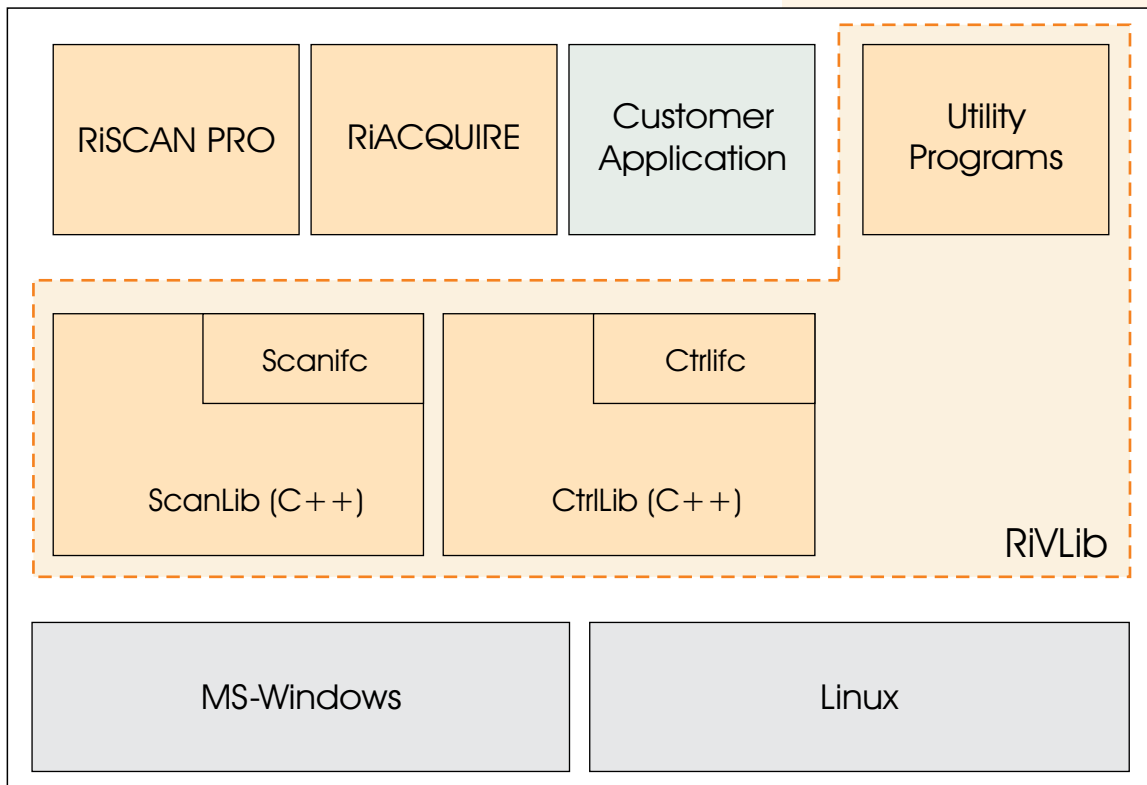 RiSCAN PRO
RiACQUIRE
Customer
Application
Utility
Programs
Scanifc
Ctrlifc
ScanLib (C++)
CtrlLib (C++)
RiVLib
MS-Windows
Linux